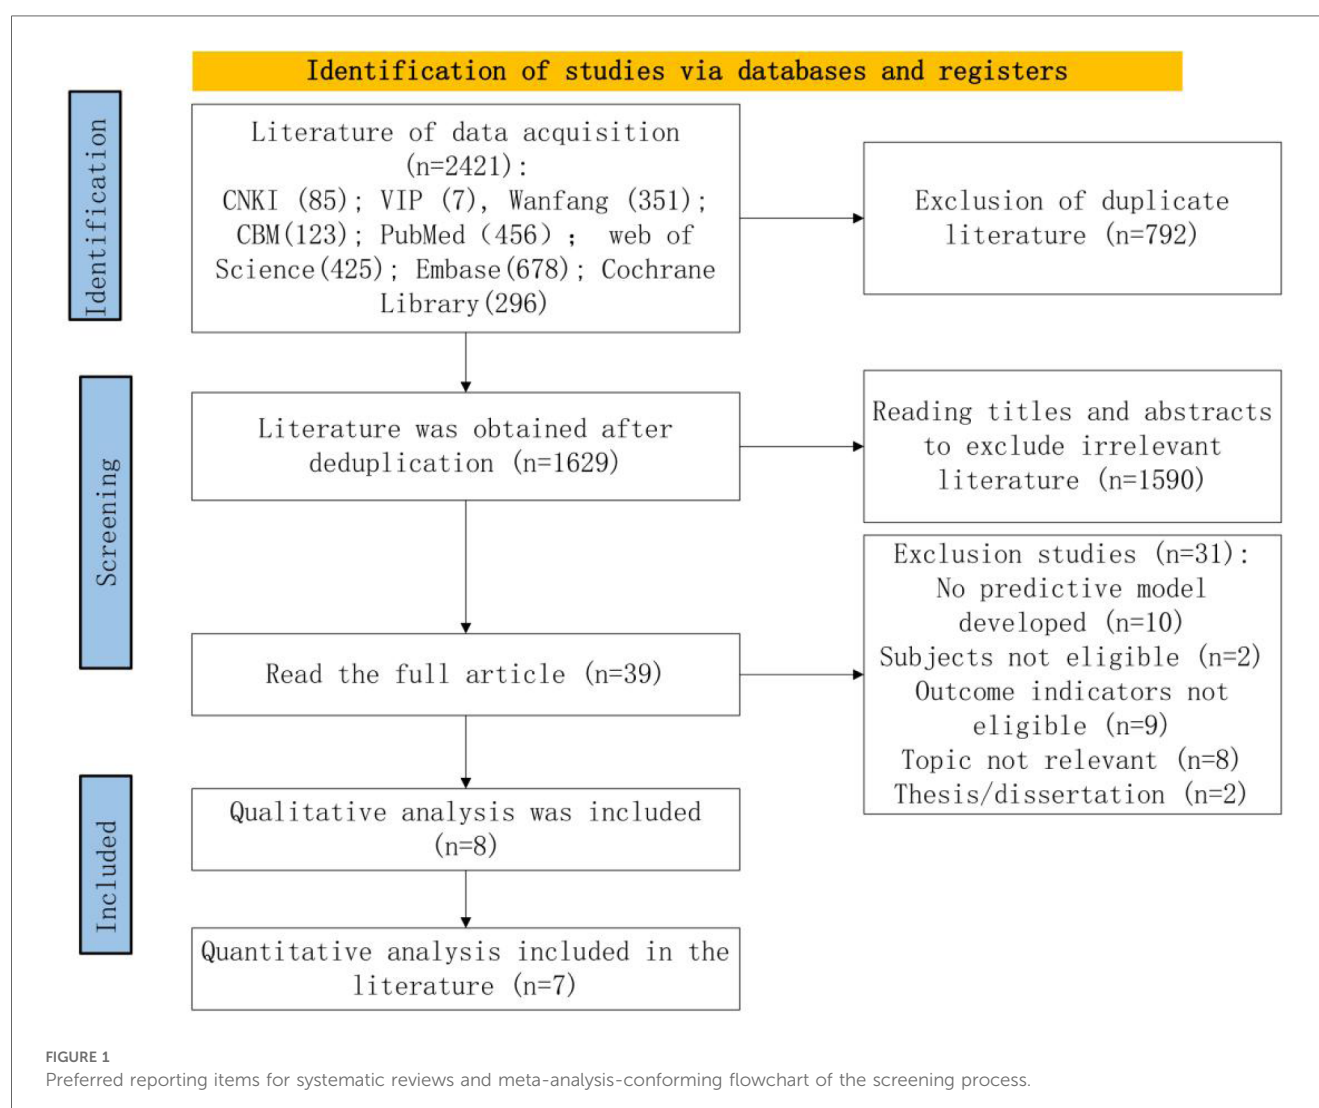 Identification of studies via databases and registers
Identification
Literature of data acquisition
(n=2421):
CNKI (85); VIP (7), Wanfang (351);
CBM(123); PubMed（456）； web of
Science(425); Embase(678); Cochrane
Library(296)
Exclusion of duplicate
literature (n=792)
Screening
Literature was obtained after
deduplication (n=1629)
Reading titles and abstracts
to exclude irrelevant
literature (n=1590)
Read the full article (n=39)
Exclusion studies (n=31):
No predictive model
developed (n=10)
Subjects not eligible (n=2)
Outcome indicators not
eligible (n=9)
Topic not relevant (n=8)
Thesis/dissertation (n=2)
Included
Qualitative analysis was included
(n=8)
Quantitative analysis included in the
literature (n=7)
FIGURE 1
Preferred reporting items for systematic reviews and meta-analysis-conforming flowchart of the screening process.